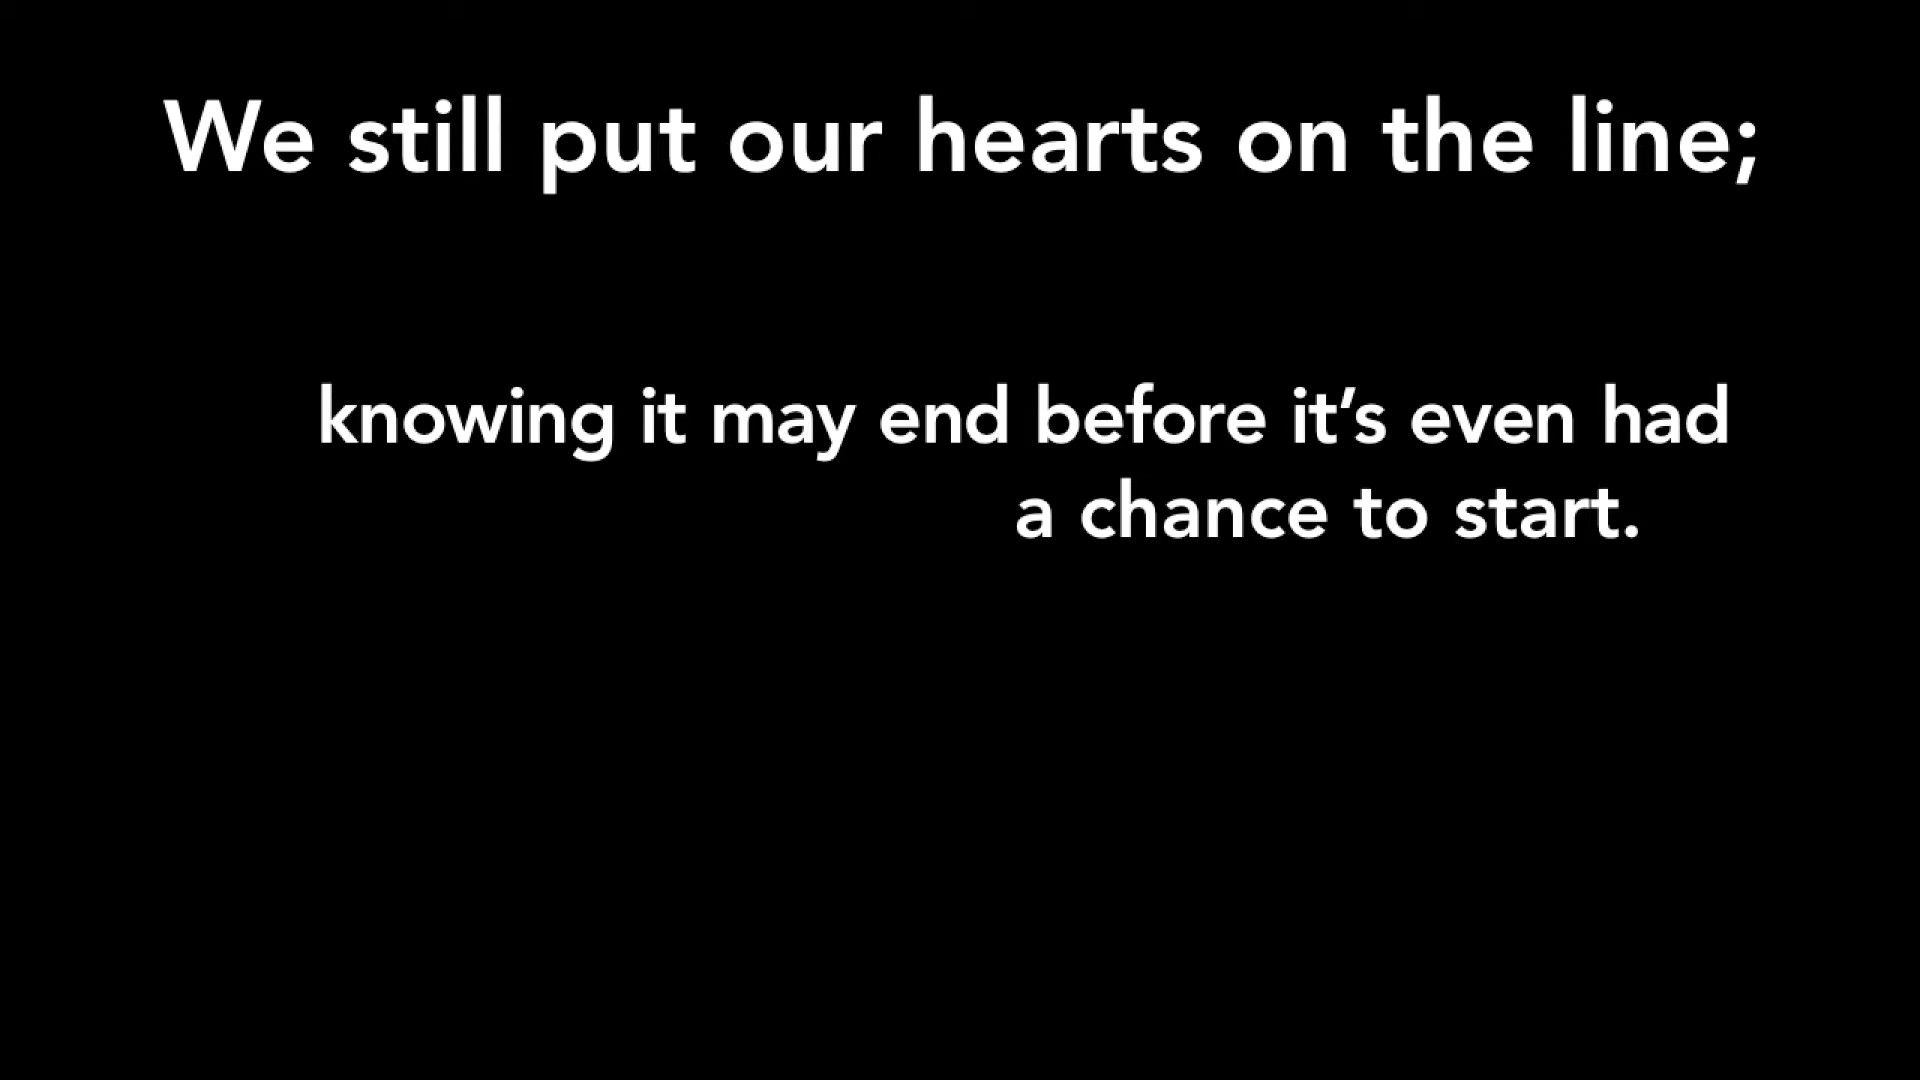 We still put our hearts on the line;
knowing it may end before it’s even had
a chance to start.